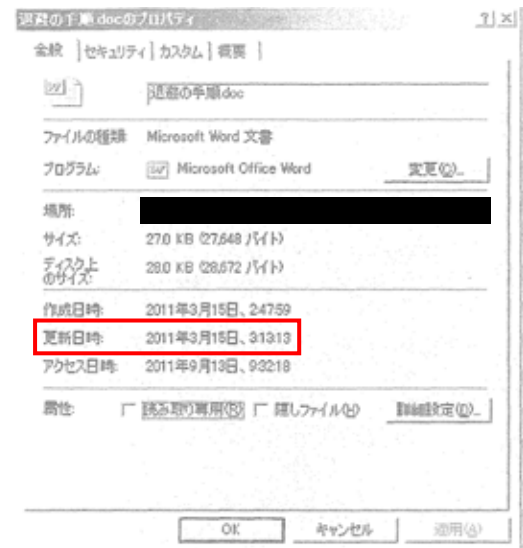 退避の手順docのプロパティ
全般 セキュリティ カスタム 概要
退避の手順doc
ファイルの種類: Microsoft Word 文書
プログラム: Microsoft Office Word 変更(C)...
場所:
サイズ: 27.0 KB (27,648 バイト)
ディスク上
のサイズ: 28.0 KB (28,672 バイト)
作成日時: 2011年3月15日、2:47:59
更新日時: 2011年3月15日、3:13:13
アクセス日時: 2011年9月13日、9:32:18
属性: 読み取り専用(R) 隠しファイル(H) 詳細設定(D)...
OK キャンセル 適用(A)